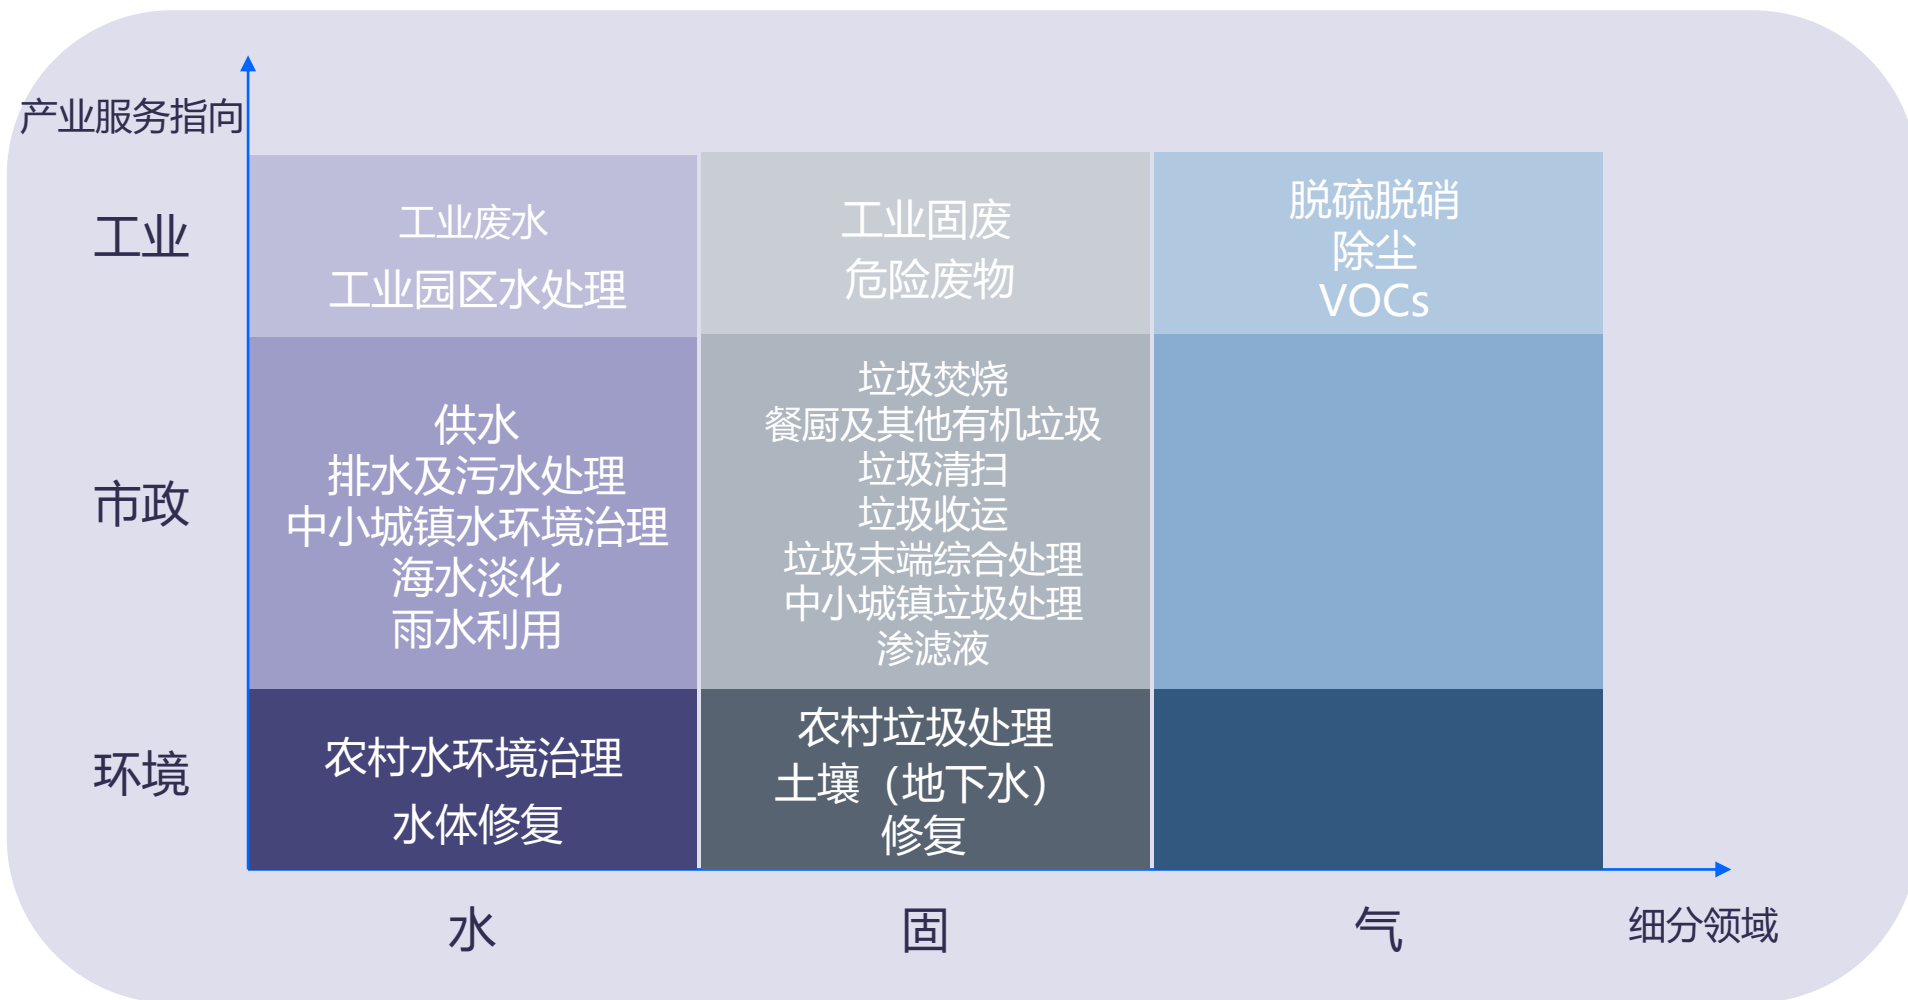 产业服务指向
工业
工业废水
工业园区水处理
工业固废
危险废物
脱硫脱硝
除尘
VOCs
市政
供水
排水及污水处理
中小城镇水环境治理
海水淡化
雨水利用
垃圾焚烧
餐厨及其他有机垃圾
垃圾清扫
垃圾收运
垃圾末端综合处理
中小城镇垃圾处理
渗滤液
环境
农村水环境治理
水体修复
农村垃圾处理
土壤（地下水）
修复
水
固
气
细分领域